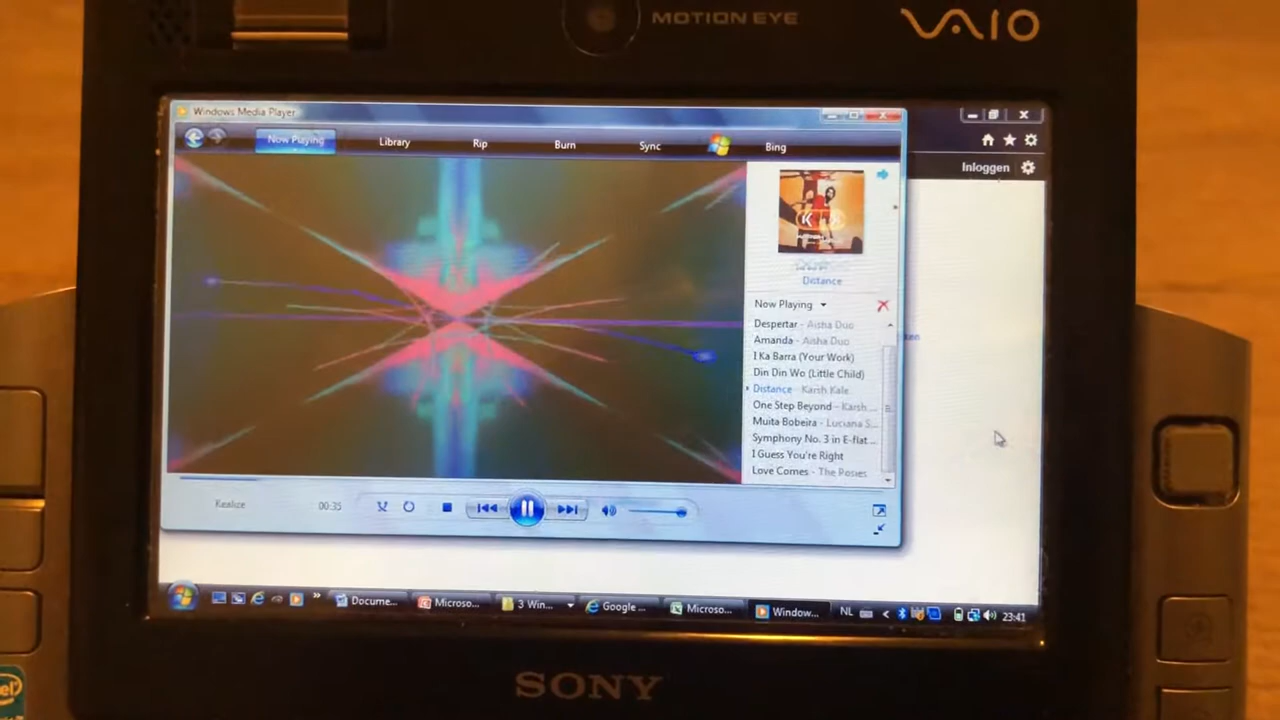 MOTION EYE
VAIO
Windows Media Player
Now Playing
Library
Rip
Burn
Sync
Bing
Inloggen
Distance
Now Playing
Despertar - Aisha Duo
Amanda - Aisha Duo
I Ka Barra (Your Work)
Din Din Wo (Little Child)
Distance - Karsh Kale
One Step Beyond - Karsh ...
Muita Bobeira - Luciana S...
Symphony No. 3 in E-flat ...
I Guess You're Right
Love Comes - The Posies
Realize
00:35
Docume...
Microso...
3 Win...
Google ...
Microso...
Window...
NL
23:41
SONY